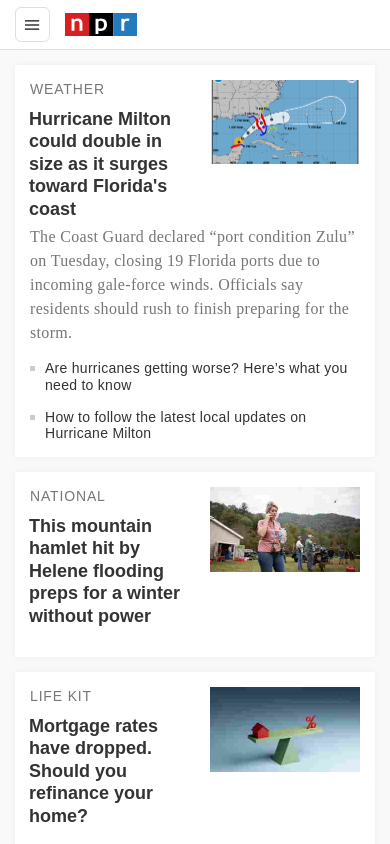 npr
WEATHER
Hurricane Milton
could double in
size as it surges
toward Florida's
coast
The Coast Guard declared “port condition Zulu”
on Tuesday, closing 19 Florida ports due to
incoming gale-force winds. Officials say
residents should rush to finish preparing for the
storm.
Are hurricanes getting worse? Here’s what you
need to know
How to follow the latest local updates on
Hurricane Milton
NATIONAL
This mountain
hamlet hit by
Helene flooding
preps for a winter
without power
LIFE KIT
%
Mortgage rates
have dropped.
Should you
refinance your
home?